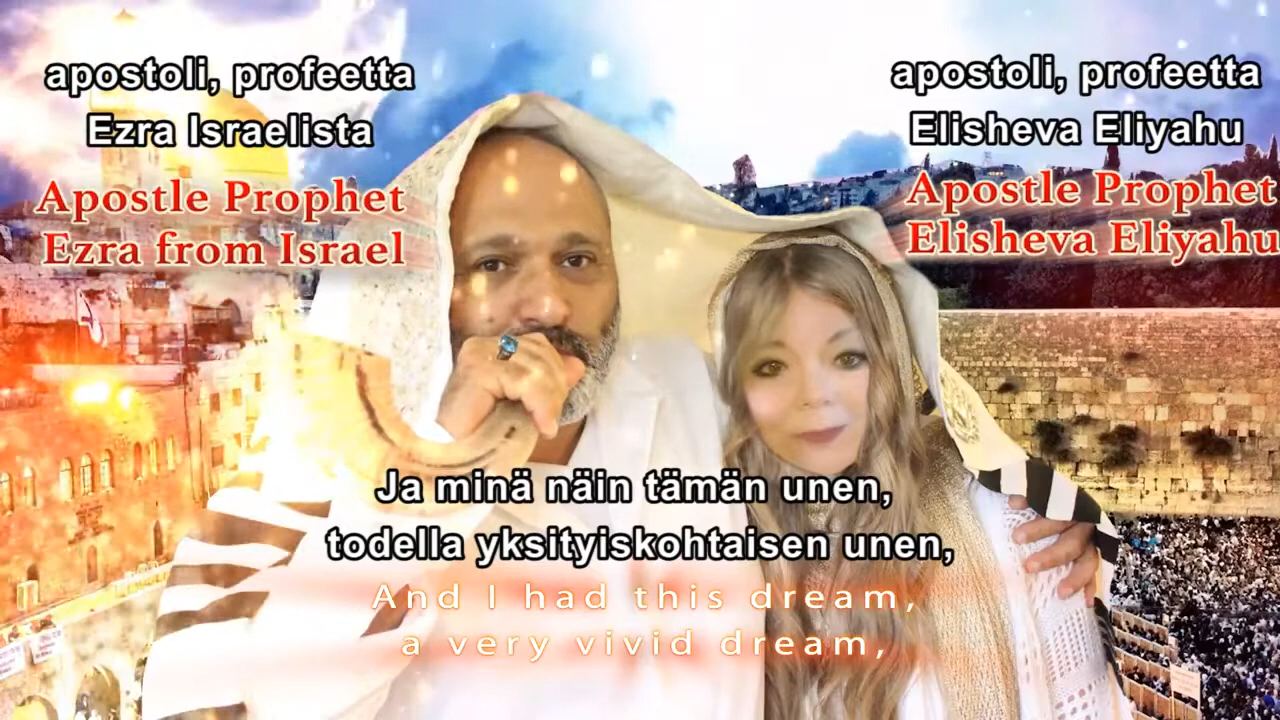 apostoli, profeetta
Ezra Israelista
Apostle Prophet
Ezra from Israel
apostoli, profeetta
Elisheva Eliyahu
Apostle Prophet
Elisheva Eliyahu
Ja minä näin tämän unen,
todella yksityiskohtaisen unen,
And I had this dream,
a very vivid dream,